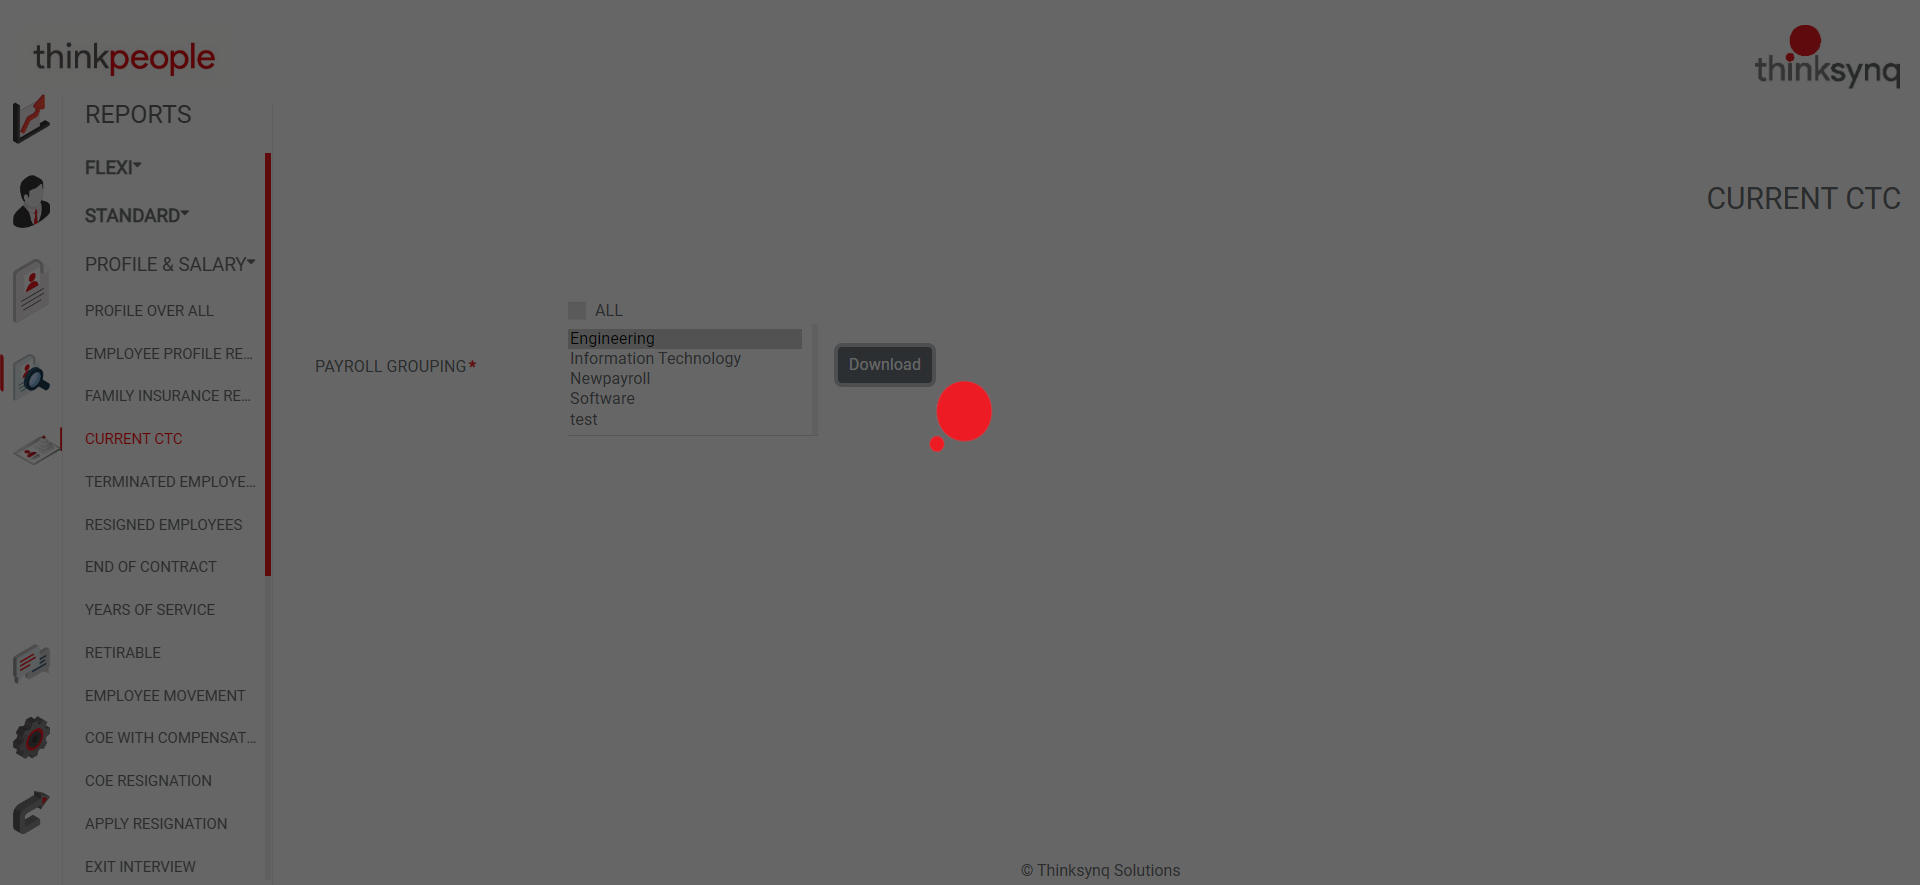 thinkpeople
thinksynq
REPORTS
FLEXI
STANDARD
PROFILE & SALARY
PROFILE OVER ALL
EMPLOYEE PROFILE RE...
FAMILY INSURANCE RE...
CURRENT CTC
TERMINATED EMPLOYE...
RESIGNED EMPLOYEES
END OF CONTRACT
YEARS OF SERVICE
RETIRABLE
EMPLOYEE MOVEMENT
COE WITH COMPENSAT...
COE RESIGNATION
APPLY RESIGNATION
EXIT INTERVIEW
CURRENT CTC
PAYROLL GROUPING*
ALL
Engineering
Information Technology
Newpayroll
Software
test
Download
© Thinksynq Solutions